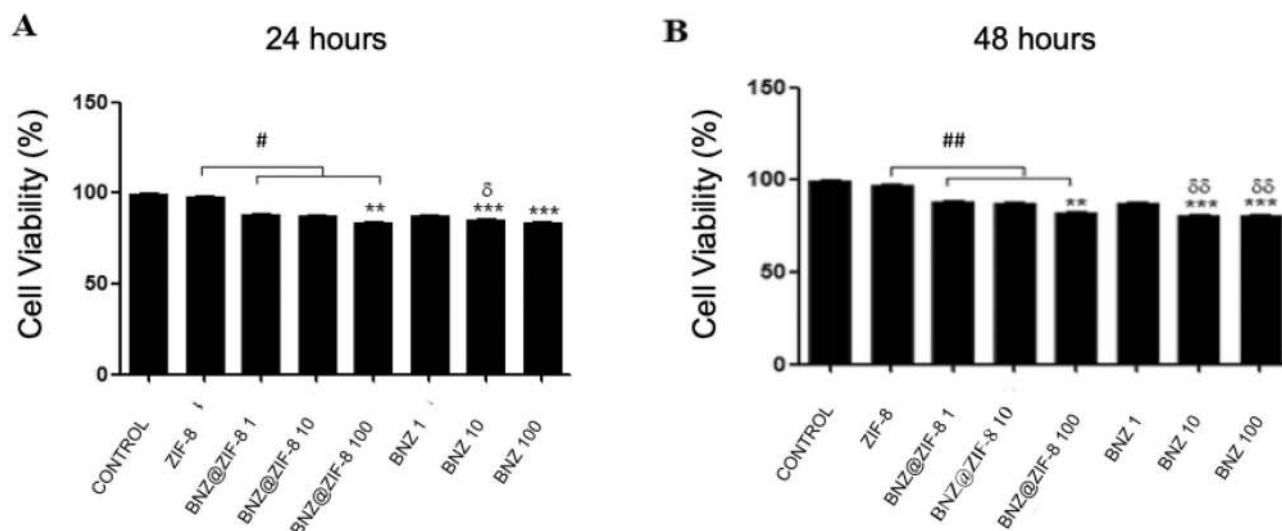 A
24 hours
Cell Viability (%)
150
100
50
0
#
**
δ
***
***
CONTROL
ZIF-8
BNZ@ZIF-8 1
BNZ@ZIF-8 10
BNZ@ZIF-8 100
BNZ 1
BNZ 10
BNZ 100
B
48 hours
Cell Viability (%)
150
100
50
0
##
**
δδ
***
δδ
***
CONTROL
ZIF-8
BNZ@ZIF-8 1
BNZ@ZIF-8 10
BNZ@ZIF-8 100
BNZ 1
BNZ 10
BNZ 100